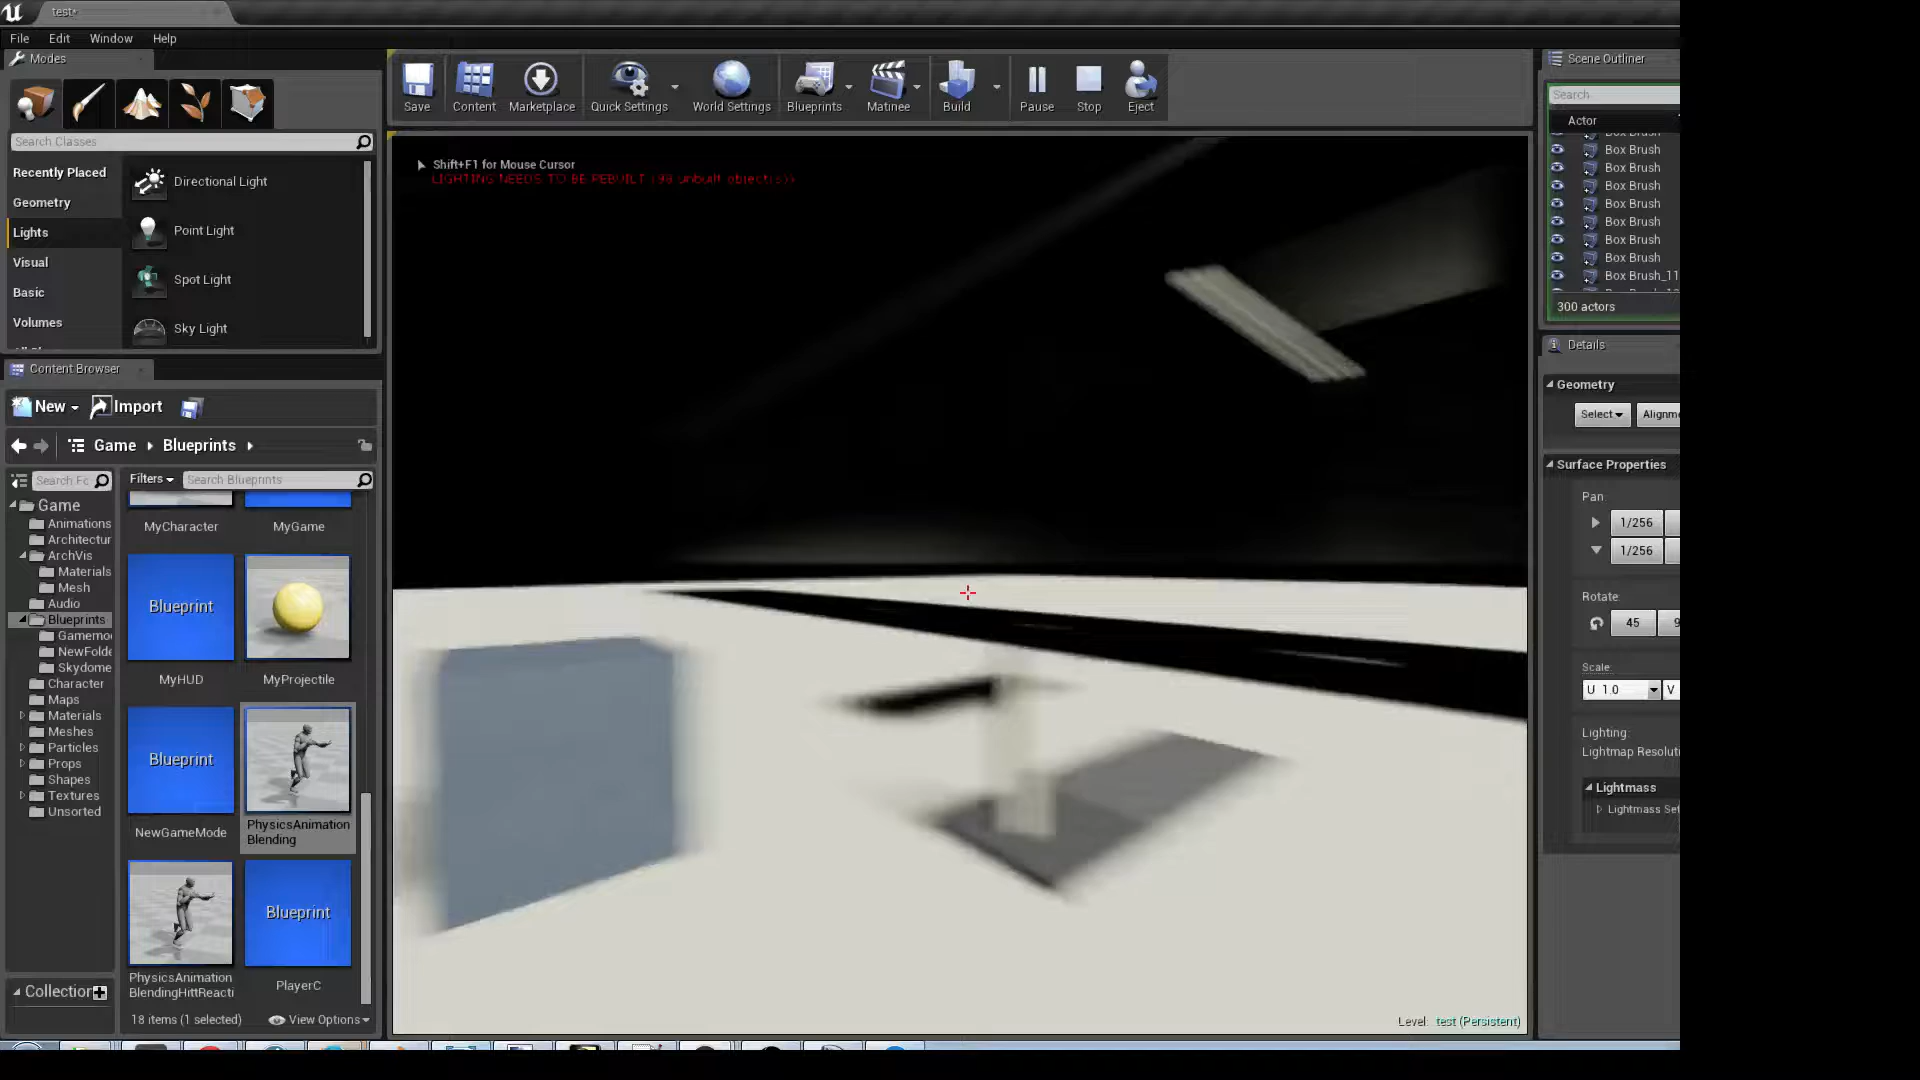 test*
File Edit Window Help
Modes
Search Classes
Recently Placed
Geometry
Lights
Visual
Basic
Volumes
Directional Light
Point Light
Spot Light
Sky Light
Save
Content
Marketplace
Quick Settings
World Settings
Blueprints
Matinee
Build
Pause
Stop
Eject
Shift+F1 for Mouse Cursor
LIGHTING NEEDS TO BE REBUILT (98 unbuilt object(s))
Level: test (Persistent)
Content Browser
New Import
Game Blueprints
Filters Search Blueprints
Game
Animations
Architectur
ArchVis
Materials
Mesh
Audio
Blueprints
Gamemo
NewFolde
Skydome
Character
Maps
Materials
Meshes
Particles
Props
Shapes
Textures
Unsorted
Collection
MyCharacter
MyGame
Blueprint
MyHUD
MyProjectile
Blueprint
NewGameMode
PhysicsAnimation
Blending
PhysicsAnimation
BlendingHittReacti
Blueprint
PlayerC
18 items (1 selected) View Options
Scene Outliner
Search
Actor
Box Brush
Box Brush
Box Brush
Box Brush
Box Brush
Box Brush
Box Brush
Box Brush
Box Brush_11
300 actors
Details
Geometry
Select Alignme
Surface Properties
Pan:
1/256
1/256
Rotate:
45
Scale:
U 1.0 V
Lighting:
Lightmap Resoluti
Lightmass
Lightmass Set